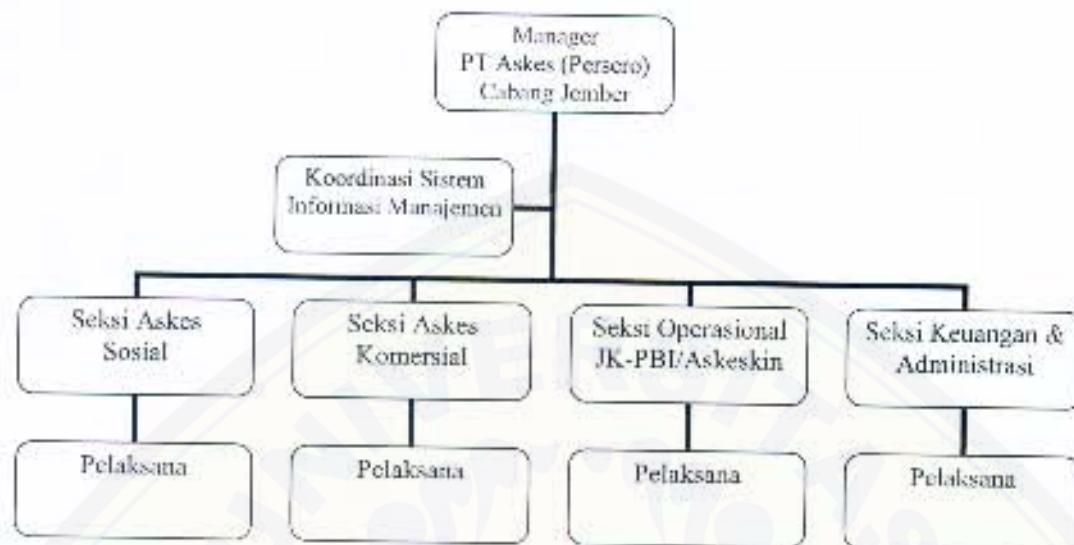 Manager
PT Askes (Persero)
Cabang Jember
Koordinasi Sistem
Informasi Manajemen
Seksi Askes
Sosial
Seksi Askes
Komersial
Seksi Operasional
JK-PBI/Askeskin
Seksi Keuangan &
Administrasi
Pelaksana
Pelaksana
Pelaksana
Pelaksana
UNIVERSITAS